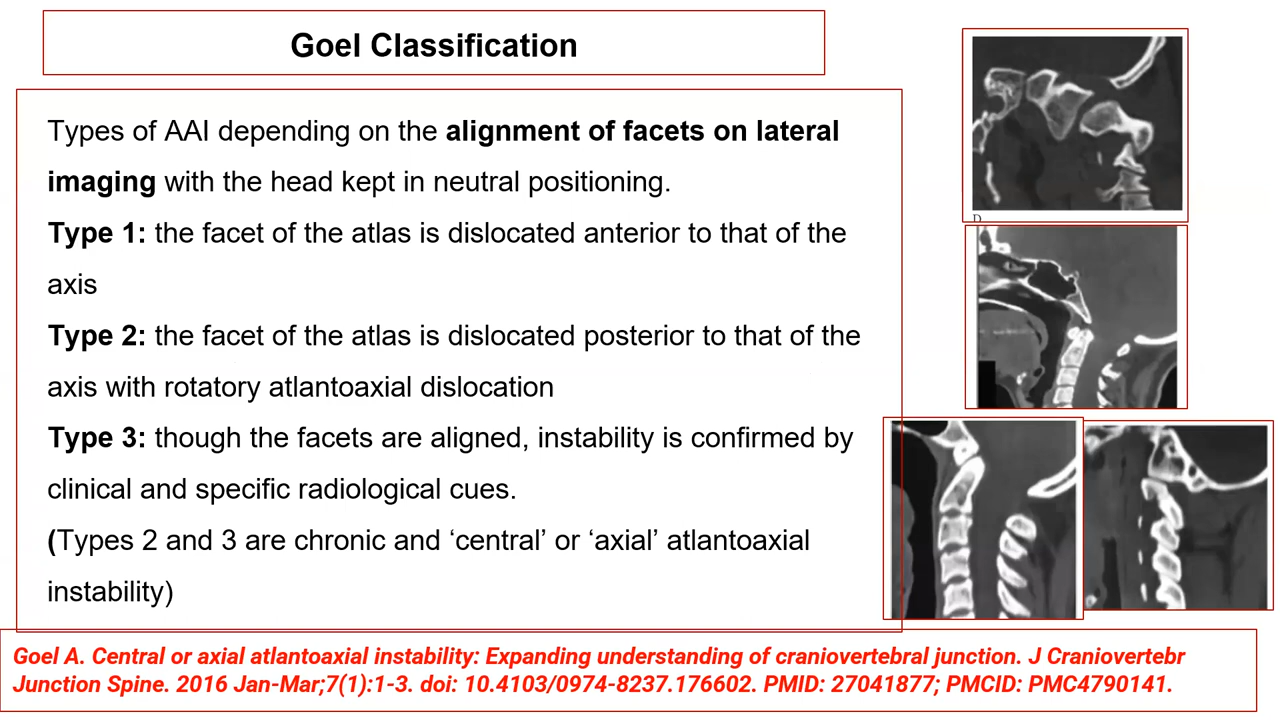 Goel Classification
Types of AAI depending on the alignment of facets on lateral
imaging with the head kept in neutral positioning.
Type 1: the facet of the atlas is dislocated anterior to that of the
axis
Type 2: the facet of the atlas is dislocated posterior to that of the
axis with rotatory atlantoaxial dislocation
Type 3: though the facets are aligned, instability is confirmed by
clinical and specific radiological cues.
(Types 2 and 3 are chronic and ‘central’ or ‘axial’ atlantoaxial
instability)
D
Goel A. Central or axial atlantoaxial instability: Expanding understanding of craniovertebral junction. J Craniovertebr
Junction Spine. 2016 Jan-Mar;7(1):1-3. doi: 10.4103/0974-8237.176602. PMID: 27041877; PMCID: PMC4790141.